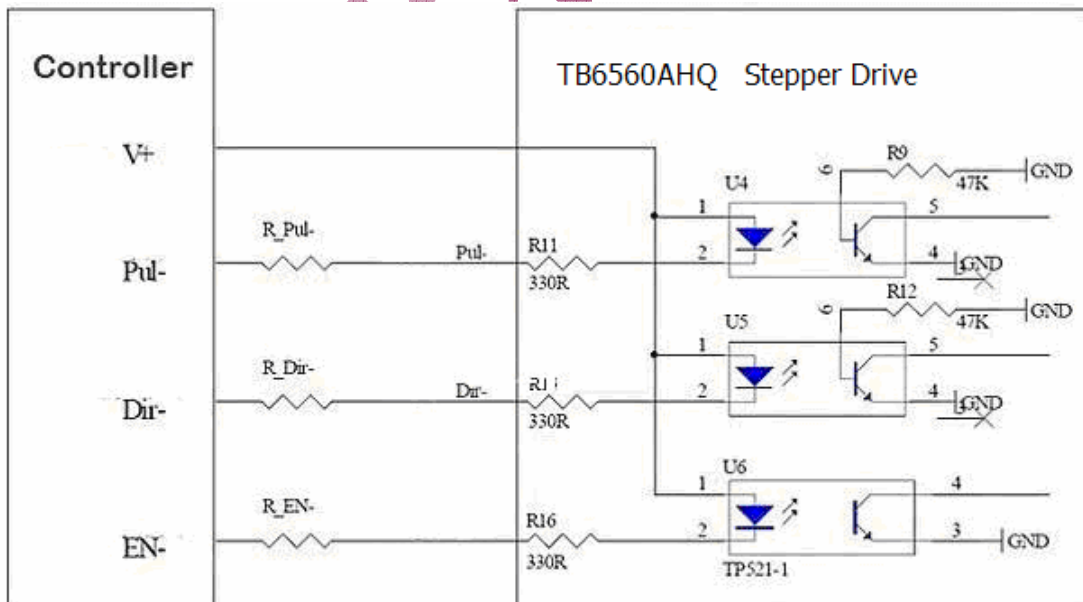 Controller
TB6560AHQ Stepper Drive
V+
R9
6
47K
GND
U4
1
5
R_Pul-
Pul-
R11
2
4
GND
Pul-
330R
3
R12
6
47K
GND
U5
1
5
R_Dir-
Dir-
2
4
GND
Dir-
330R
3
U6
1
4
R_EN-
R16
2
3
GND
EN-
330R
TP521-1